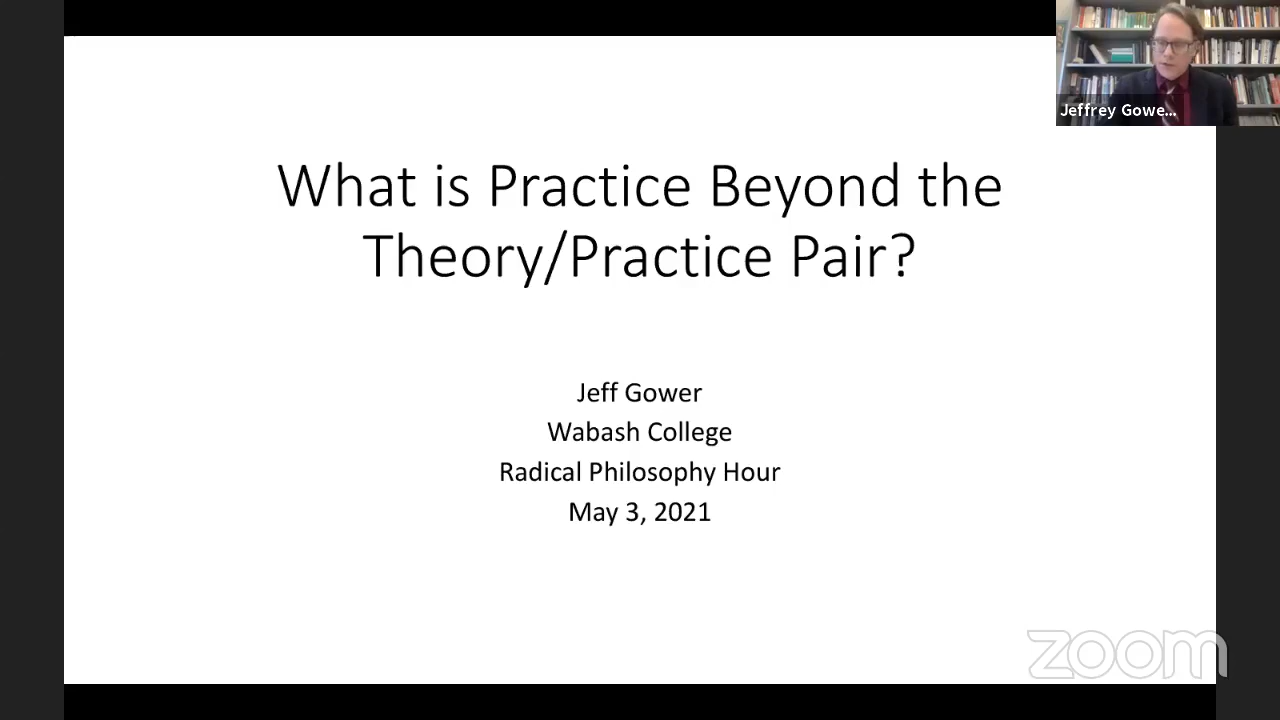 Jeffrey Gowe...
What is Practice Beyond the
Theory/Practice Pair?
Jeff Gower
Wabash College
Radical Philosophy Hour
May 3, 2021
zoom